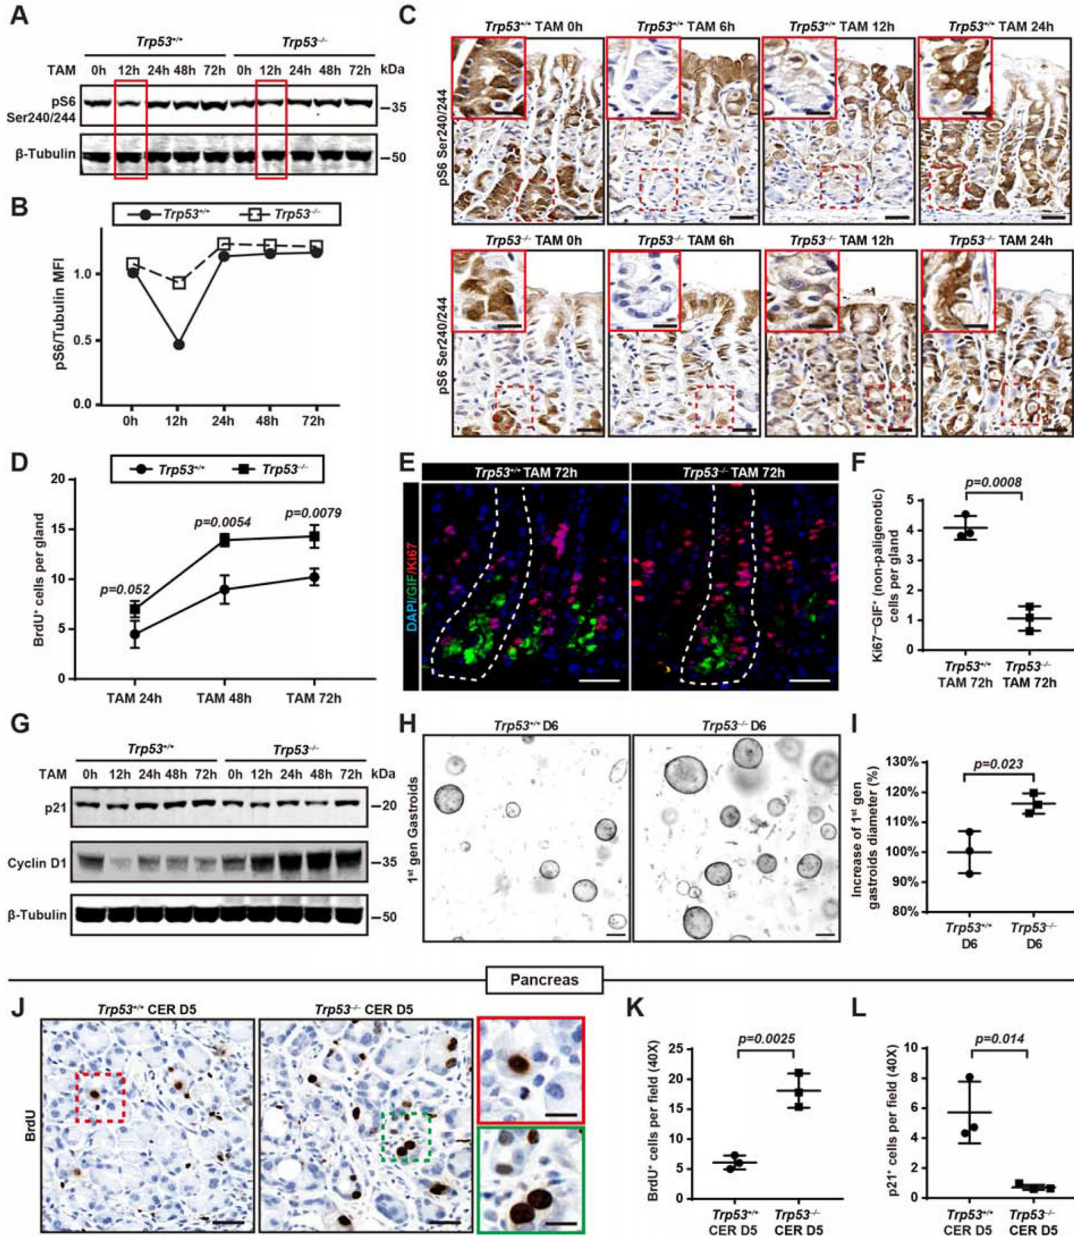 A
Trp53+/+ Trp53−/−
TAM 0h 12h 24h 48h 72h 0h 12h 24h 48h 72h kDa
pS6
Ser240/244
35
β-Tubulin
50
B
Trp53+/+ Trp53−/−
pS6/Tubulin MFI
1.0
0.5
0.0
0h 12h 24h 48h 72h
C
Trp53+/+ TAM 0h Trp53+/+ TAM 6h Trp53+/+ TAM 12h Trp53+/+ TAM 24h
pS6 Ser240/244
Trp53−/− TAM 0h Trp53−/− TAM 6h Trp53−/− TAM 12h Trp53−/− TAM 24h
pS6 Ser240/244
D
Trp53+/+ Trp53−/−
BrdU+ cells per gland
20
15
10
5
0
p=0.052
p=0.0054
p=0.0079
TAM 24h TAM 48h TAM 72h
E
Trp53+/+ TAM 72h Trp53−/− TAM 72h
DAPI/GIF/Ki67
F
p=0.0008
Ki67−GIF+ (non-paligenotic)
cells per gland
5
4
3
2
1
0
Trp53+/+ Trp53−/−
TAM 72h TAM 72h
G
Trp53+/+ Trp53−/−
TAM 0h 12h 24h 48h 72h 0h 12h 24h 48h 72h kDa
p21
20
Cyclin D1
35
β-Tubulin
50
H
Trp53+/+ D6 Trp53−/− D6
1st gen Gastroids
I
p=0.023
Increase of 1st gen
gastroids diameter (%)
130%
120%
110%
100%
90%
80%
Trp53+/+ Trp53−/−
D6 D6
Pancreas
J
Trp53+/+ CER D5 Trp53−/− CER D5
BrdU
K
p=0.0025
BrdU+ cells per field (40X)
25
20
15
10
5
0
Trp53+/+ Trp53−/−
CER D5 CER D5
L
p=0.014
p21+ cells per field (40X)
10
8
6
4
2
0
Trp53+/+ Trp53−/−
CER D5 CER D5